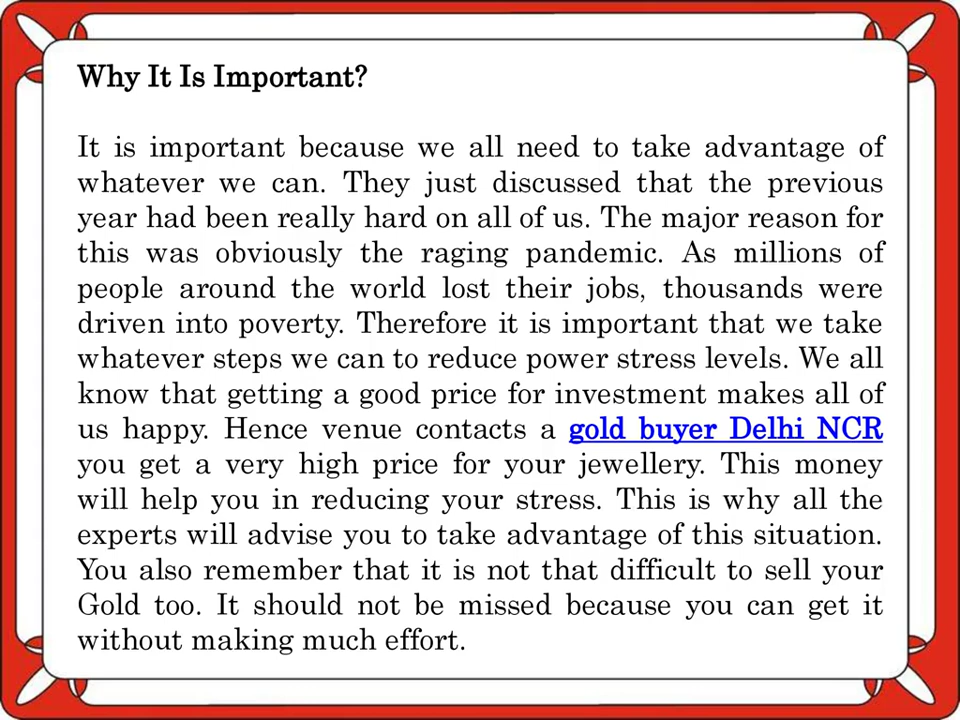 Why It Is Important?
It is important because we all need to take advantage of
whatever we can. They just discussed that the previous
year had been really hard on all of us. The major reason for
this was obviously the raging pandemic. As millions of
people around the world lost their jobs, thousands were
driven into poverty. Therefore it is important that we take
whatever steps we can to reduce power stress levels. We all
know that getting a good price for investment makes all of
us happy. Hence venue contacts a gold buyer Delhi NCR
you get a very high price for your jewellery. This money
will help you in reducing your stress. This is why all the
experts will advise you to take advantage of this situation.
You also remember that it is not that difficult to sell your
Gold too. It should not be missed because you can get it
without making much effort.